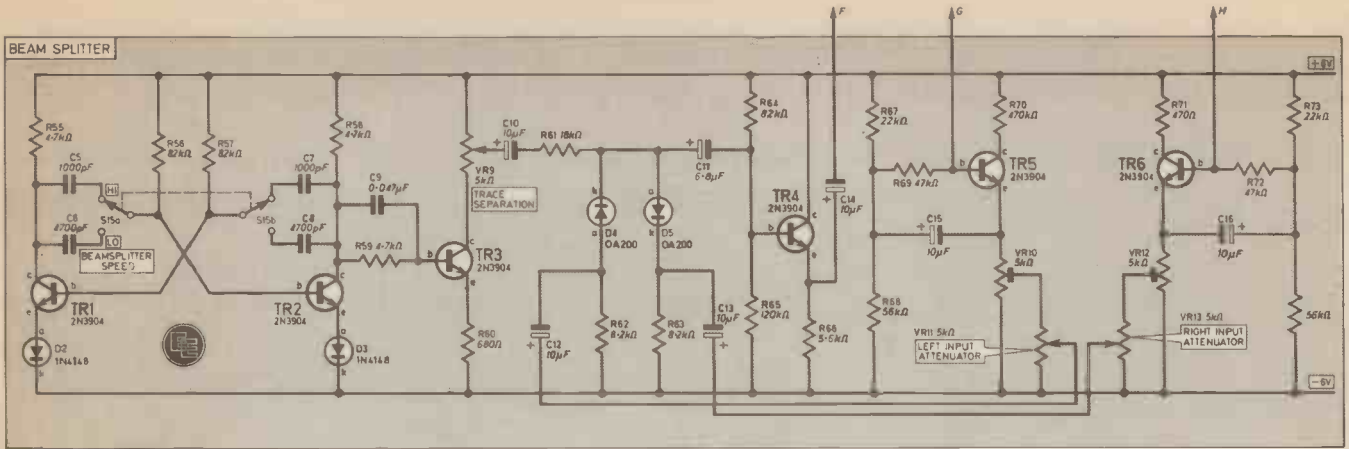 F
G
H
BEAM SPLITTER
+6V
R55
4·7kΩ
C5
1000pF
HI
S15a
C6
4700pF
LO
BEAMSPLITTER
SPEED
R56
82kΩ
R57
82kΩ
C7
1000pF
S15b
C8
4700pF
R58
4·7kΩ
C9
0·047μF
R59 4·7kΩ
c
b
e
TR1
2N3904
a
D2
1N4148
k
c
b
e
TR2
2N3904
a
D3
1N4148
k
VR9
5kΩ
TRACE
SEPARATION
c
b
TR3
2N3904
e
R60
680Ω
C10
10μF
+
R61 18kΩ
k
D4
OA200
a
a
D5
OA200
k
C11
6·8μF
+
R62
8·2kΩ
R63
8·2kΩ
C12
10μF
+
C13
10μF
+
R64
82kΩ
c
b
TR4
2N3904
e
C14
10μF
+
R65
120kΩ
R66
5·6kΩ
R67
22kΩ
R69 47kΩ
R70
470kΩ
c
b
TR5
2N3904
e
C15
+
10μF
R68
56kΩ
VR10
5kΩ
VR11 5kΩ
LEFT INPUT
ATTENUATOR
R71
470Ω
c
b
TR6
2N3904
e
R72
47kΩ
R73
22kΩ
C16
+
10μF
VR12
5kΩ
VR13 5kΩ
RIGHT INPUT
ATTENUATOR
56kΩ
−6V